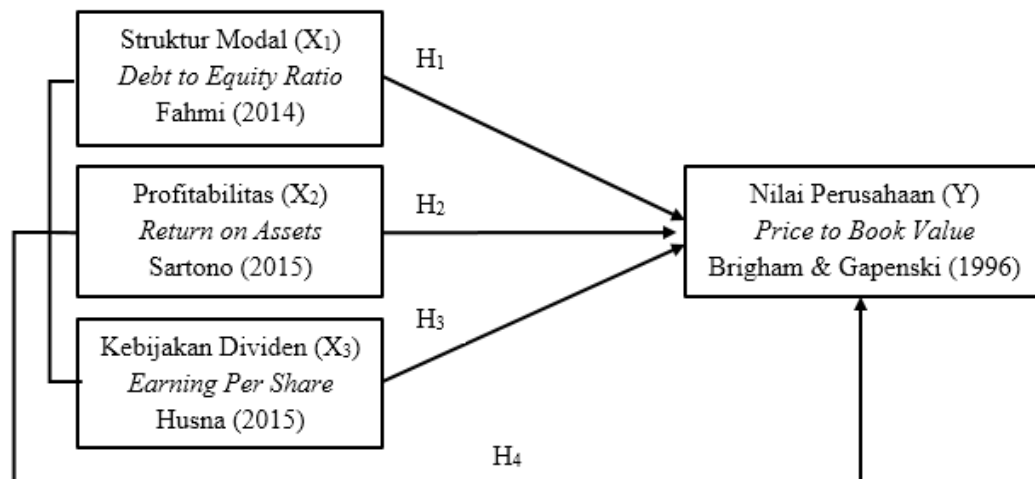 Struktur Modal (X₁)
Debt to Equity Ratio
Fahmi (2014)
H₁
Profitabilitas (X₂)
Return on Assets
Sartono (2015)
H₂
Nilai Perusahaan (Y)
Price to Book Value
Brigham & Gapenski (1996)
Kebijakan Dividen (X₃)
Earning Per Share
Husna (2015)
H₃
H₄